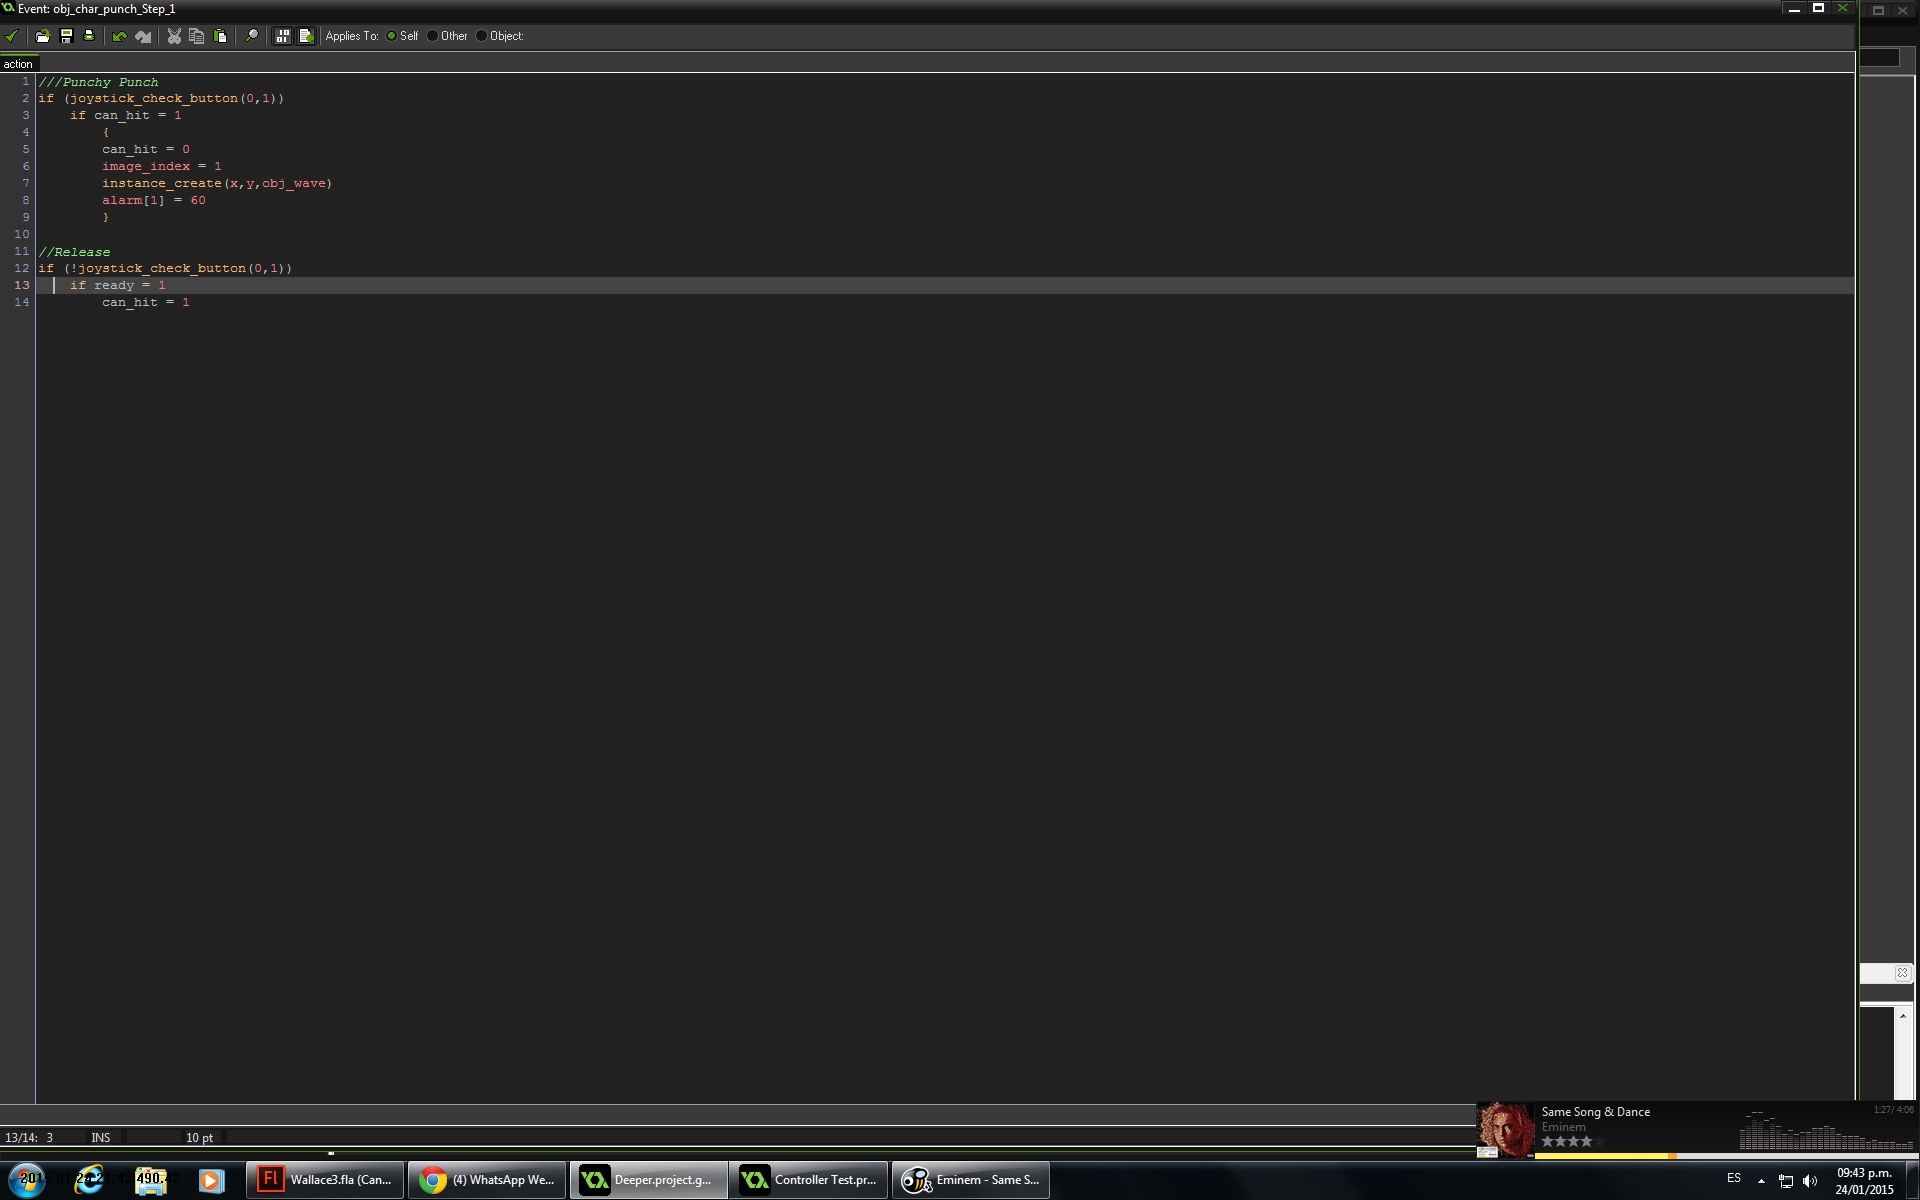 Event: obj_char_punch_Step_1
Applies To: Self Other Object:
action
1 ///Punchy Punch
2 if (joystick_check_button(0,1))
3 if can_hit = 1
4 {
5 can_hit = 0
6 image_index = 1
7 instance_create(x,y,obj_wave)
8 alarm[1] = 60
9 }
10
11 //Release
12 if (!joystick_check_button(0,1))
13 if ready = 1
14 can_hit = 1
Same Song & Dance
1:27/ 4:06
Eminem
13/14: 3 INS 10 pt
Fl Wallace3.fla (Can...
(4) WhatsApp We...
Deeper.project.g...
Controller Test.pr...
Eminem - Same S...
ES
09:43 p.m.
24/01/2015